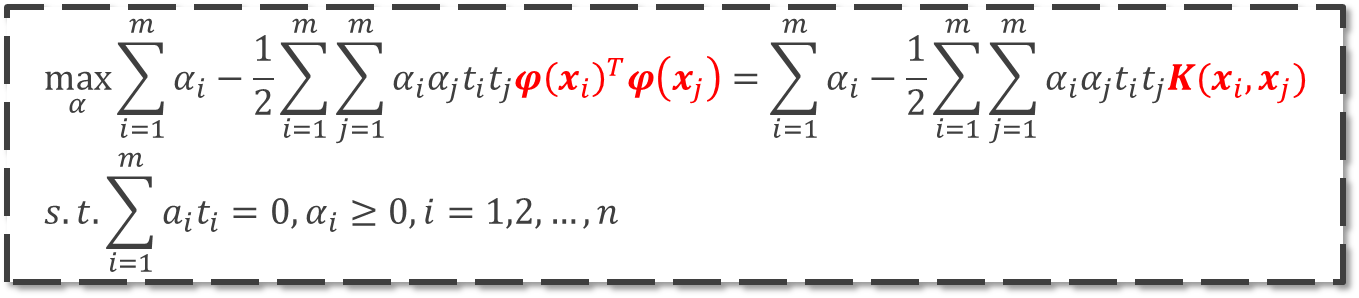 max_α ∑_{i=1}^{m} α_i − 1/2 ∑_{i=1}^{m} ∑_{j=1}^{m} α_i α_j t_i t_j φ(x_i)^T φ(x_j) = ∑_{i=1}^{m} α_i − 1/2 ∑_{i=1}^{m} ∑_{j=1}^{m} α_i α_j t_i t_j K(x_i, x_j)
s.t. ∑_{i=1}^{m} a_i t_i = 0, α_i ≥ 0, i = 1,2, …, n